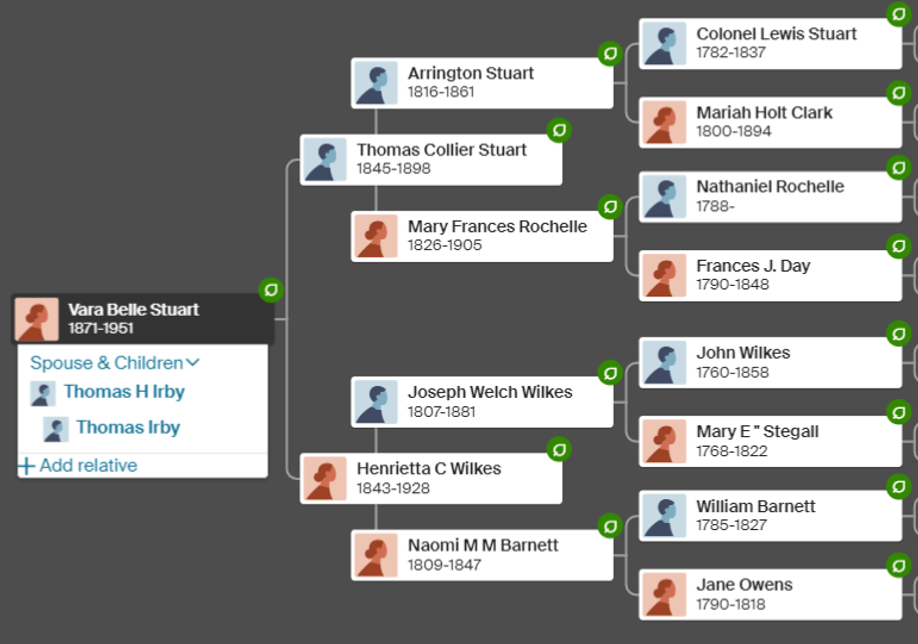 Colonel Lewis Stuart
1782-1837
Arrington Stuart
1816-1861
Mariah Holt Clark
1800-1894
Thomas Collier Stuart
1845-1898
Nathaniel Rochelle
1788-
Mary Frances Rochelle
1826-1905
Frances J. Day
1790-1848
Vara Belle Stuart
1871-1951
Spouse & Children
Thomas H Irby
Thomas Irby
+ Add relative
John Wilkes
1760-1858
Joseph Welch Wilkes
1807-1881
Mary E " Stegall
1768-1822
Henrietta C Wilkes
1843-1928
William Barnett
1785-1827
Naomi M M Barnett
1809-1847
Jane Owens
1790-1818